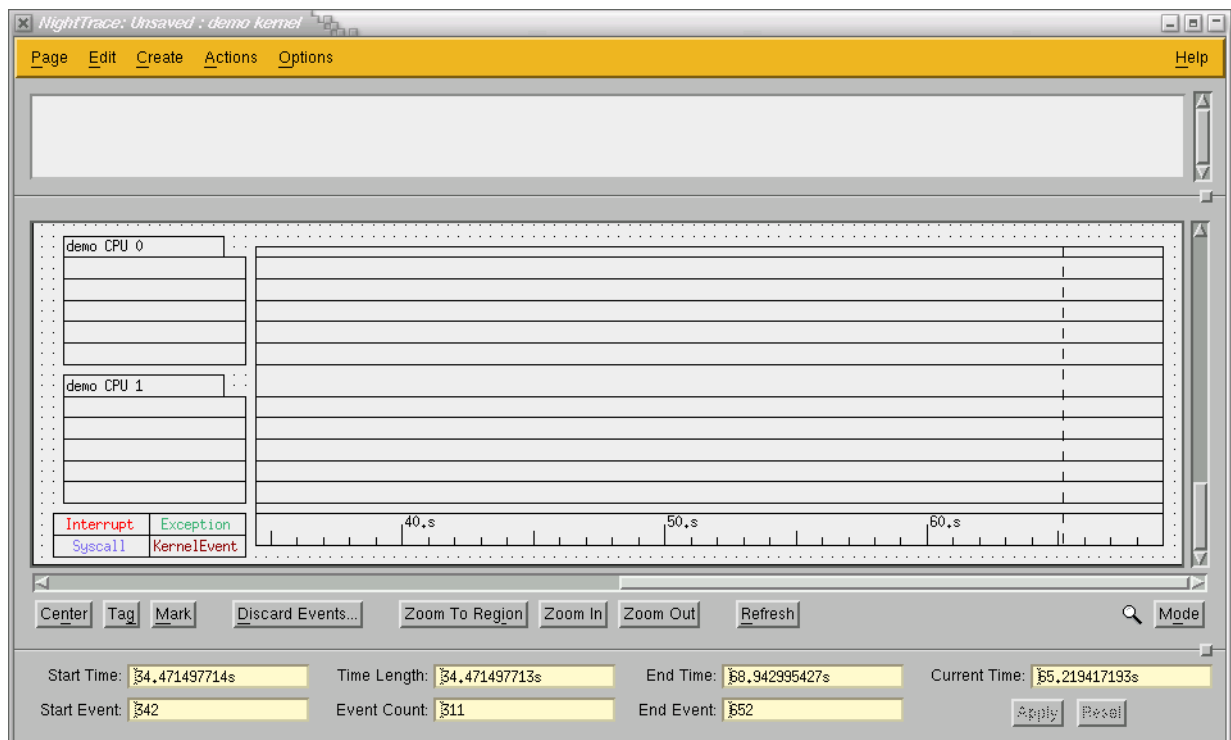 NightTrace: Unsaved : demo kernel
Page Edit Create Actions Options Help
demo CPU 0
demo CPU 1
Interrupt Exception
Syscall KernelEvent
40.s 50.s 60.s
Center Tag Mark Discard Events... Zoom To Region Zoom In Zoom Out Refresh Mode
Start Time: 34.471497714s Time Length: 34.471497713s End Time: 68.942995427s Current Time: 65.219417193s
Start Event: 342 Event Count: 311 End Event: 652 Apply Reset